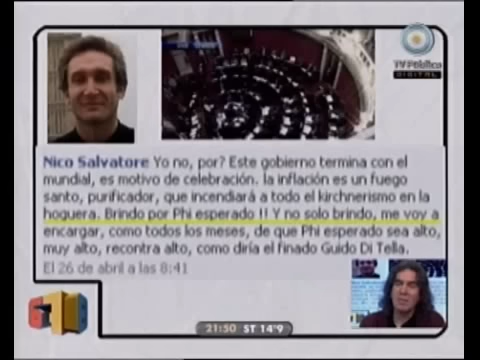 TV Pública
DIGITAL
Nico Salvatore Yo no, por? Este gobierno termina con el
mundial, es motivo de celebración. la inflación es un fuego
santo, purificador, que incendiará a todo el kirchnerismo en la
hoguera. Brindo por Phi esperado !! Y no solo brindo, me voy a
encargar, como todos los meses, de que Phi esperado sea alto,
muy alto, recontra alto, como diría el finado Guido Di Tella.
El 26 de abril a las 8:41
678
21:50 ST 14°9